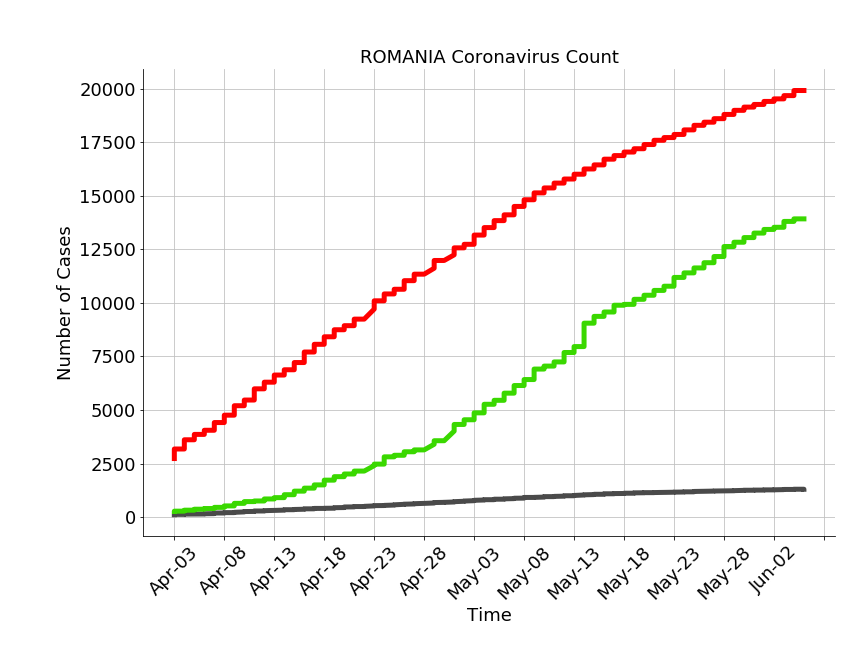 ROMANIA Coronavirus Count
20000
17500
15000
12500
10000
7500
5000
2500
0
Number of Cases
Apr-03
Apr-08
Apr-13
Apr-18
Apr-23
Apr-28
May-03
May-08
May-13
May-18
May-23
May-28
Jun-02
Time